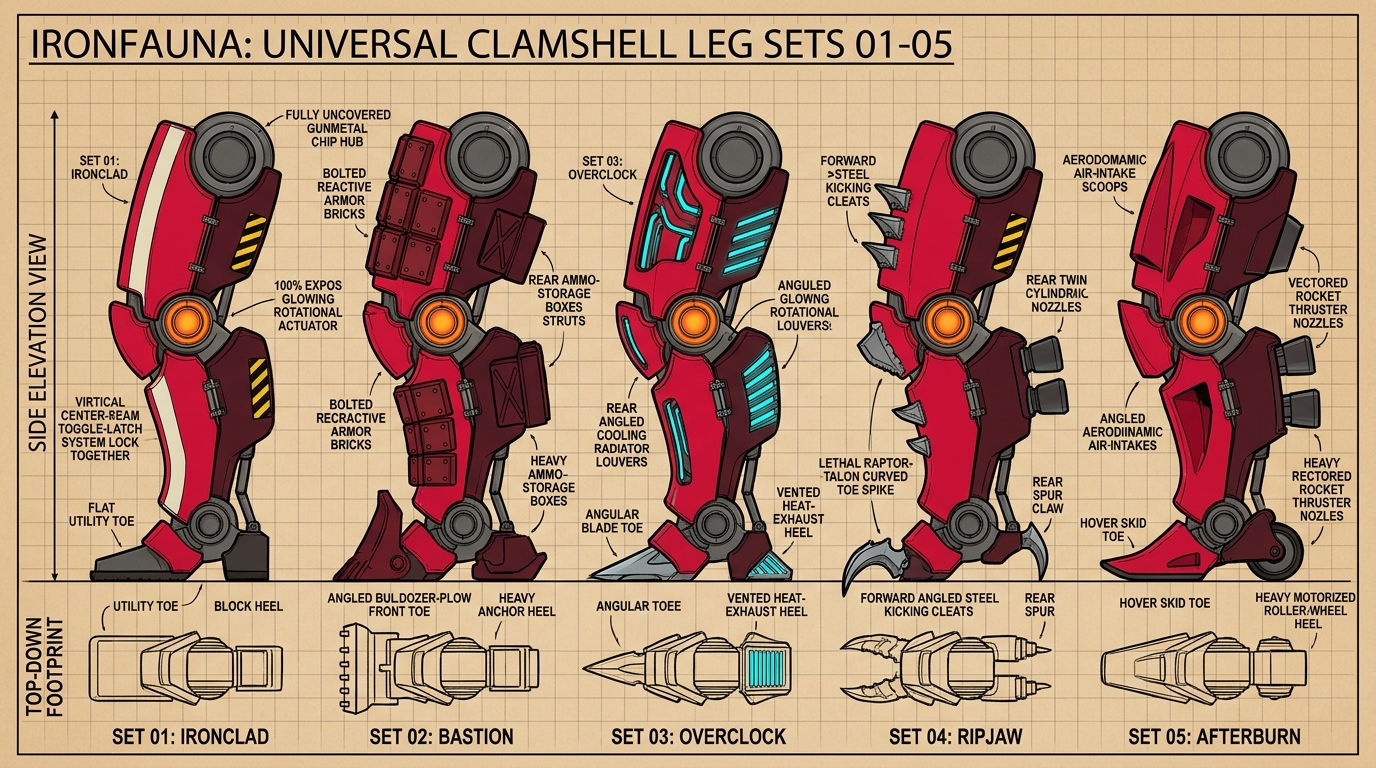 IRONFAUNA: UNIVERSAL CLAMSHELL LEG SETS 01-05
SIDE ELEVATION VIEW
SET 01:
IRONCLAD
FULLY UNCOVERED
GUNMETAL
CHIP HUB
100% EXPOS
GLOWING
ROTATIONAL
ACTUATOR
VIRTICAL
CENTER-REAM
TOGGLE-LATCH
SYSTEM LOCK
TOGETHER
FLAT
UTILITY TOE
BOLTED
REACTIVE
ARMOR
BRICKS
REAR AMMO-
STORAGE
BOXES
STRUTS
BOLTED
RECRACTIVE
ARMOR
BRICKS
HEAVY
AMMO-
STORAGE
BOXES
SET 03:
OVERCLOCK
ANGULED
GLOWNG
ROTATIONAL
LOUVERS:
REAR
ANGLED
COOLING
RADIATOR
LOUVERS
ANGULAR
BLADE TOE
VENTED
HEAT-
EXHAUST
HEEL
FORWARD
>STEEL
KICKING
CLEATS
REAR TWIN
CYLINDRIC
NOZZLES
LETHAL RAPTOR-
TALON CURVED
TOE SPIKE
REAR
SPUR
CLAW
AERODOMAMIC
AIR-INTAKE
SCOOPS
VECTORED
ROCKET
THRUSTER
NOZZLES
ANGLED
AERODIINAMIC
AIR-INTAKES
HEAVY
RECTORED
ROCKET
THRUSTER
NOZLES
HOVER SKID
TOE
TOP-DOWN
FOOTPRINT
UTILITY TOE
BLOCK HEEL
ANGLED BULDOZER-PLOW
FRONT TOE
HEAVY
ANCHOR HEEL
ANGULAR TOEE
VENTED HEAT-
EXHAUST HEEL
FORWARD ANGLED STEEL
KICKING CLEATS
REAR
SPUR
HOVER SKID TOE
HEAVY MOTORIZED
ROLLER/WHEEL
HEEL
SET 01: IRONCLAD
SET 02: BASTION
SET 03: OVERCLOCK
SET 04: RIPJAW
SET 05: AFTERBURN